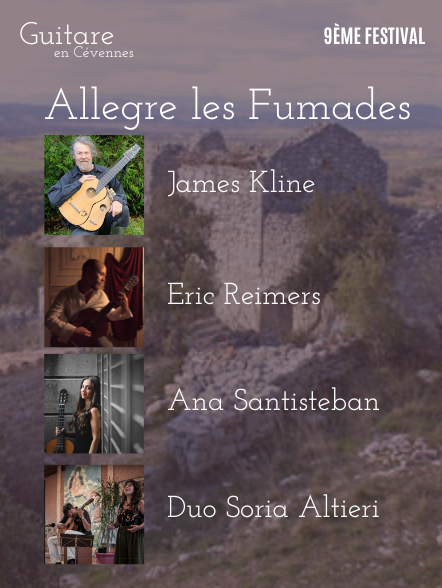 Guitare
en Cévennes
9ÈME FESTIVAL
Allegre les Fumades
James Kline
Eric Reimers
Ana Santisteban
Duo Soria Altieri